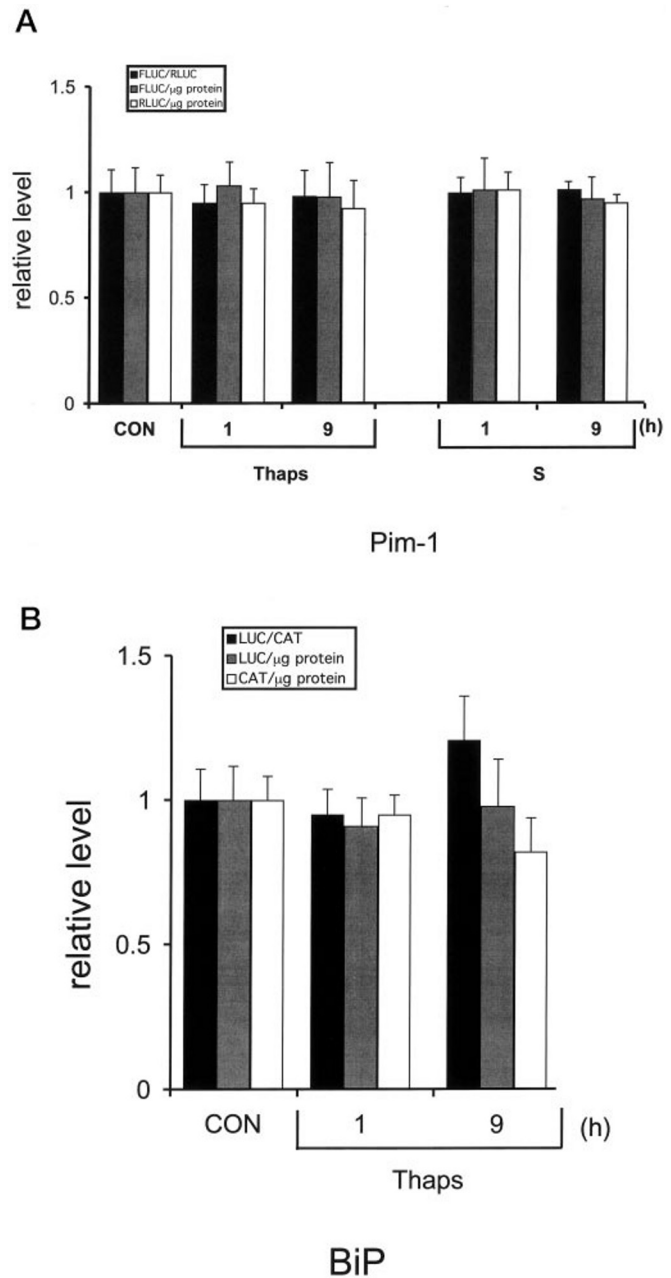 A
FLUC/RLUC
FLUC/µg protein
RLUC/µg protein
1.5
1
0.5
0
relative level
CON 1 9 1 9 (h)
Thaps S
Pim-1
B
LUC/CAT
LUC/µg protein
CAT/µg protein
1.5
1
0.5
0
relative level
CON 1 9 (h)
Thaps
BiP